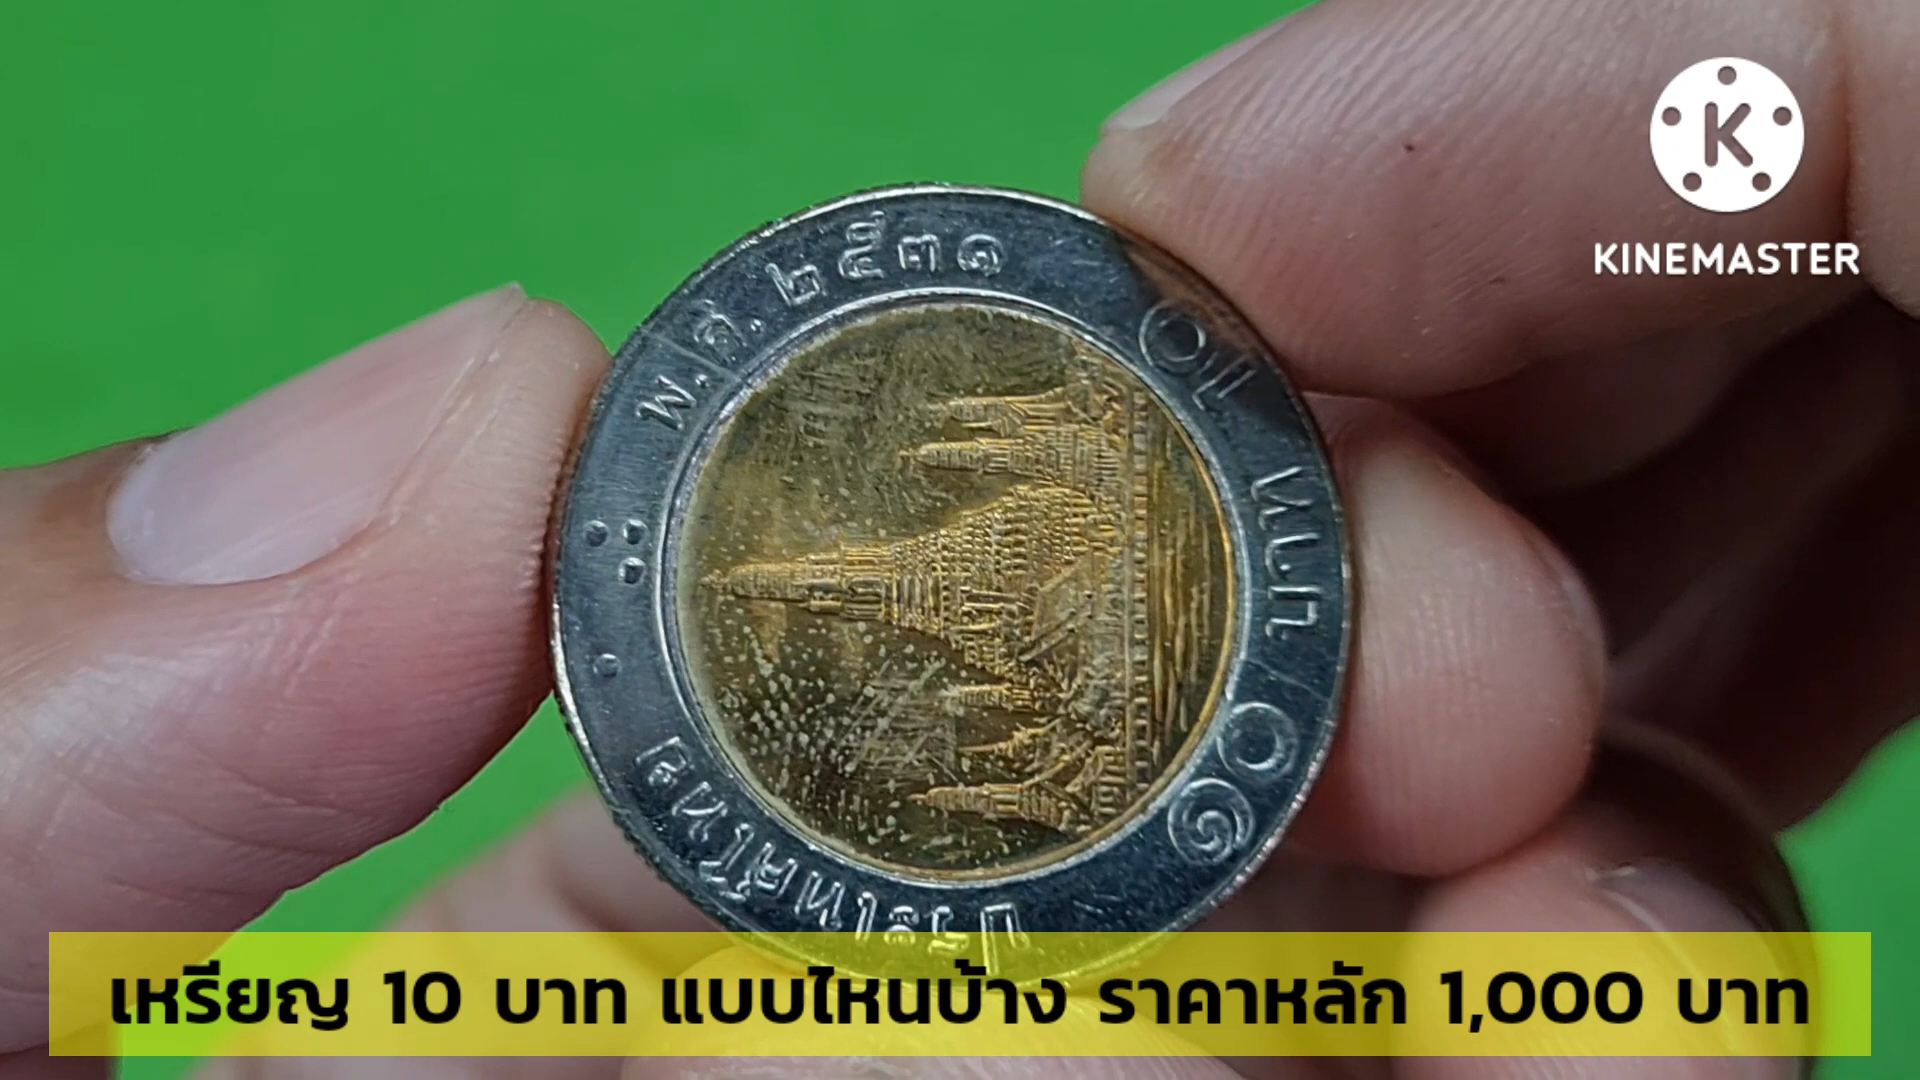 KINEMASTER
พ.ศ. ๒๕๓๑
10 บาท ๑๐
ประเทศไทย
เหรียญ 10 บาท แบบไหนบ้าง ราคาหลัก 1,000 บาท